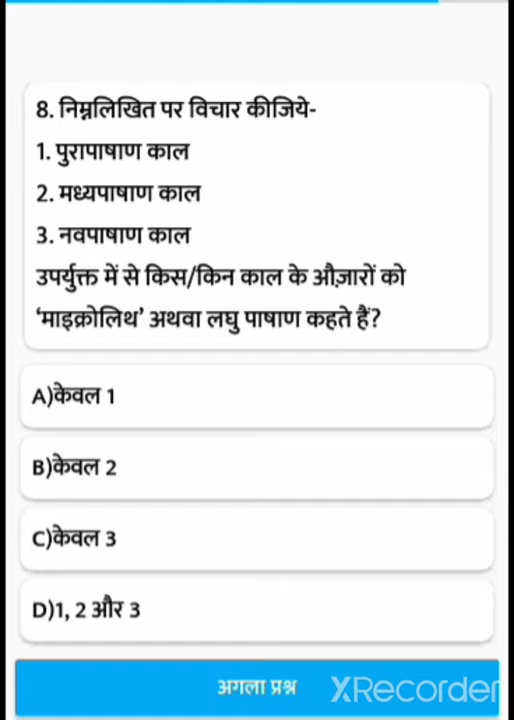 8. निम्नलिखित पर विचार कीजिये-
1. पुरापाषाण काल
2. मध्यपाषाण काल
3. नवपाषाण काल
उपर्युक्त में से किस/किन काल के औज़ारों को
‘माइक्रोलिथ’ अथवा लघु पाषाण कहते हैं?
A)केवल 1
B)केवल 2
C)केवल 3
D)1, 2 और 3
अगला प्रश्न XRecorder